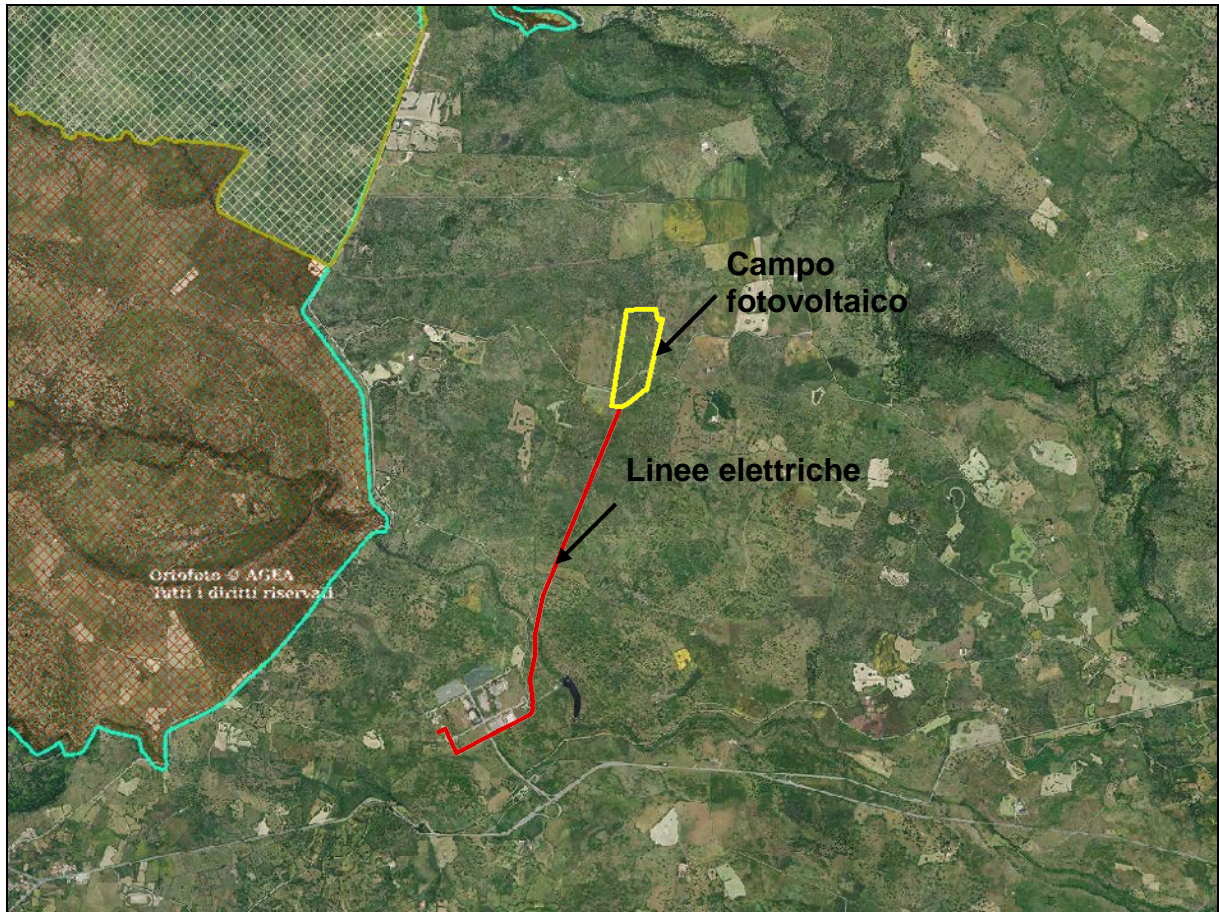 Campo
fotovoltaico
Linee elettriche
Ortofoto © AGEA
Tutti i diritti riservati